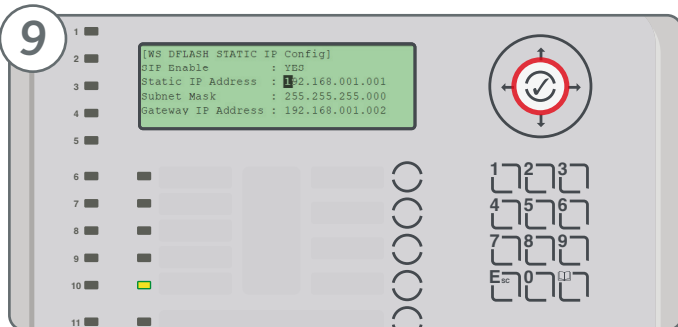 9
1
2
3
4
5
6
7
8
9
10
11
[WS DFLASH STATIC IP Config]
SIP Enable : YES
Static IP Address : 192.168.001.001
Subnet Mask : 255.255.255.000
Gateway IP Address : 192.168.001.002
1 2 3
4 5 6
7 8 9
Esc 0